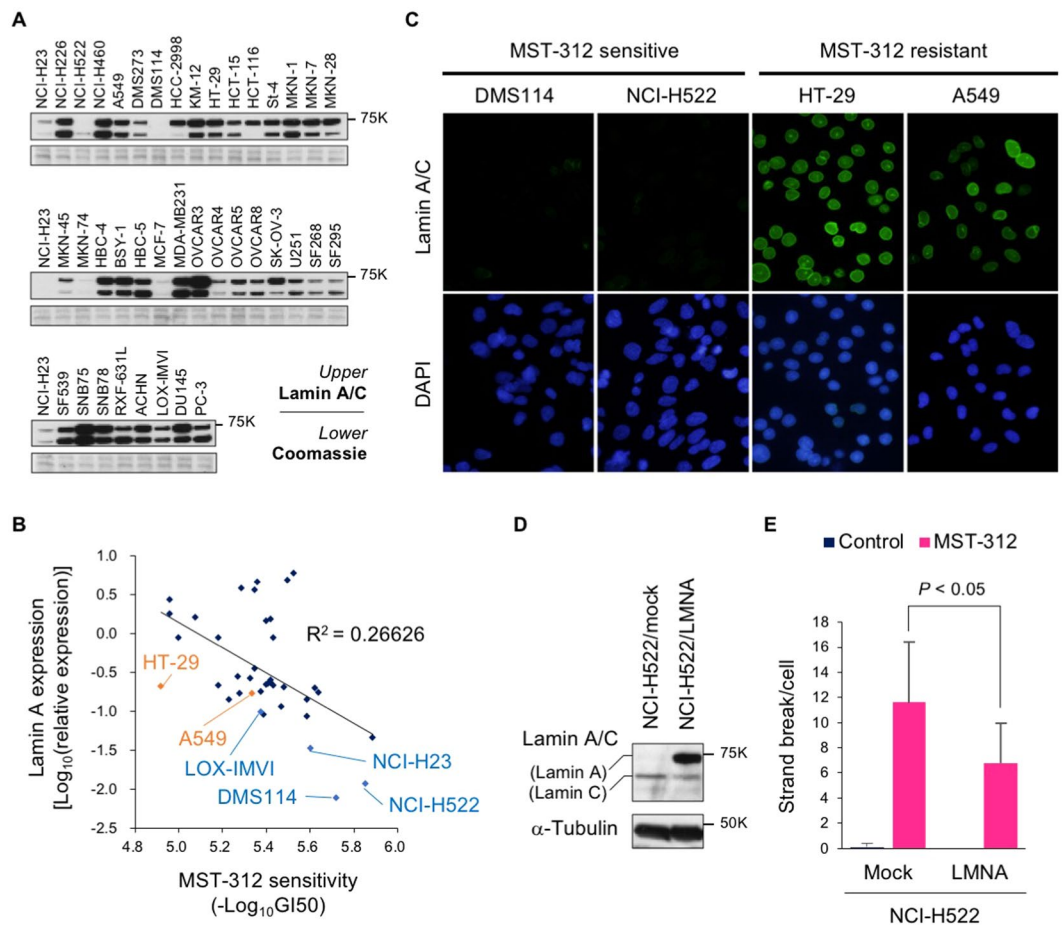 A
NCI-H23
NCI-H226
NCI-H522
NCI-H460
A549
DMS273
DMS114
HCC-2998
KM-12
HT-29
HCT-15
HCT-116
St-4
MKN-1
MKN-7
MKN-28
75K
NCI-H23
MKN-45
MKN-74
HBC-4
BSY-1
HBC-5
MCF-7
MDA-MB231
OVCAR3
OVCAR4
OVCAR5
OVCAR8
SK-OV-3
U251
SF268
SF295
75K
NCI-H23
SF539
SNB75
SNB78
RXF-631L
ACHN
LOX-IMVI
DU145
PC-3
75K
Upper
Lamin A/C
Lower
Coomassie
B
Lamin A expression
[Log10(relative expression)]
1.0
0.5
0.0
-0.5
-1.0
-1.5
-2.0
-2.5
4.8 5.0 5.2 5.4 5.6 5.8 6.0
R2 = 0.26626
HT-29
A549
LOX-IMVI
NCI-H23
DMS114
NCI-H522
MST-312 sensitivity
(-Log10GI50)
C
MST-312 sensitive MST-312 resistant
DMS114 NCI-H522 HT-29 A549
Lamin A/C
DAPI
D
NCI-H522/mock
NCI-H522/LMNA
Lamin A/C
(Lamin A)
(Lamin C)
75K
α-Tubulin
50K
E
Control MST-312
P < 0.05
Strand break/cell
18
16
14
12
10
8
6
4
2
0
Mock LMNA
NCI-H522